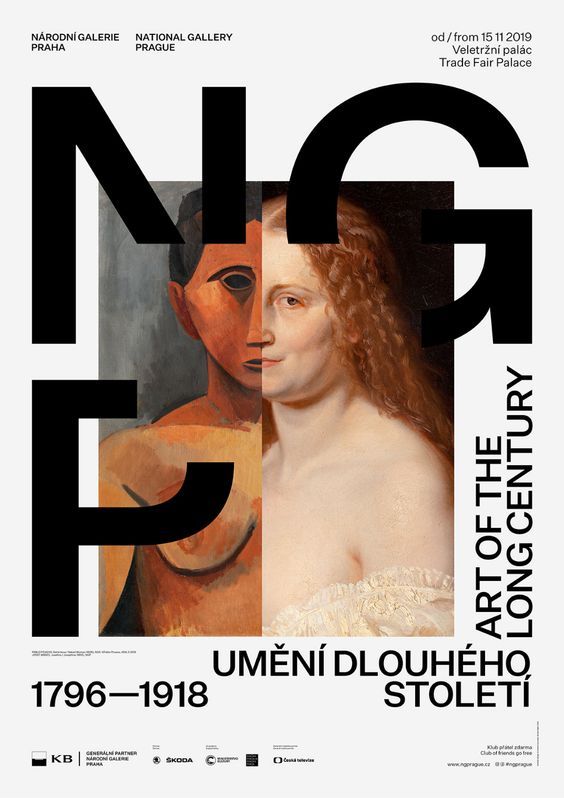 NÁRODNÍ GALERIE
PRAHA
NATIONAL GALLERY
PRAGUE
od / from 15 11 2019
Veletržní palác
Trade Fair Palace
NG
P
ART OF THE
LONG CENTURY
UMĚNÍ DLOUHÉHO
STOLETÍ
1796—1918
KB
GENERÁLNÍ PARTNER
NÁRODNÍ GALERIE
PRAHA
ŠKODA
MINISTERSTVO
KULTURY
Česká televize
Klub přátel zdarma
Club of friends go free
www.ngprague.cz
#ngprague